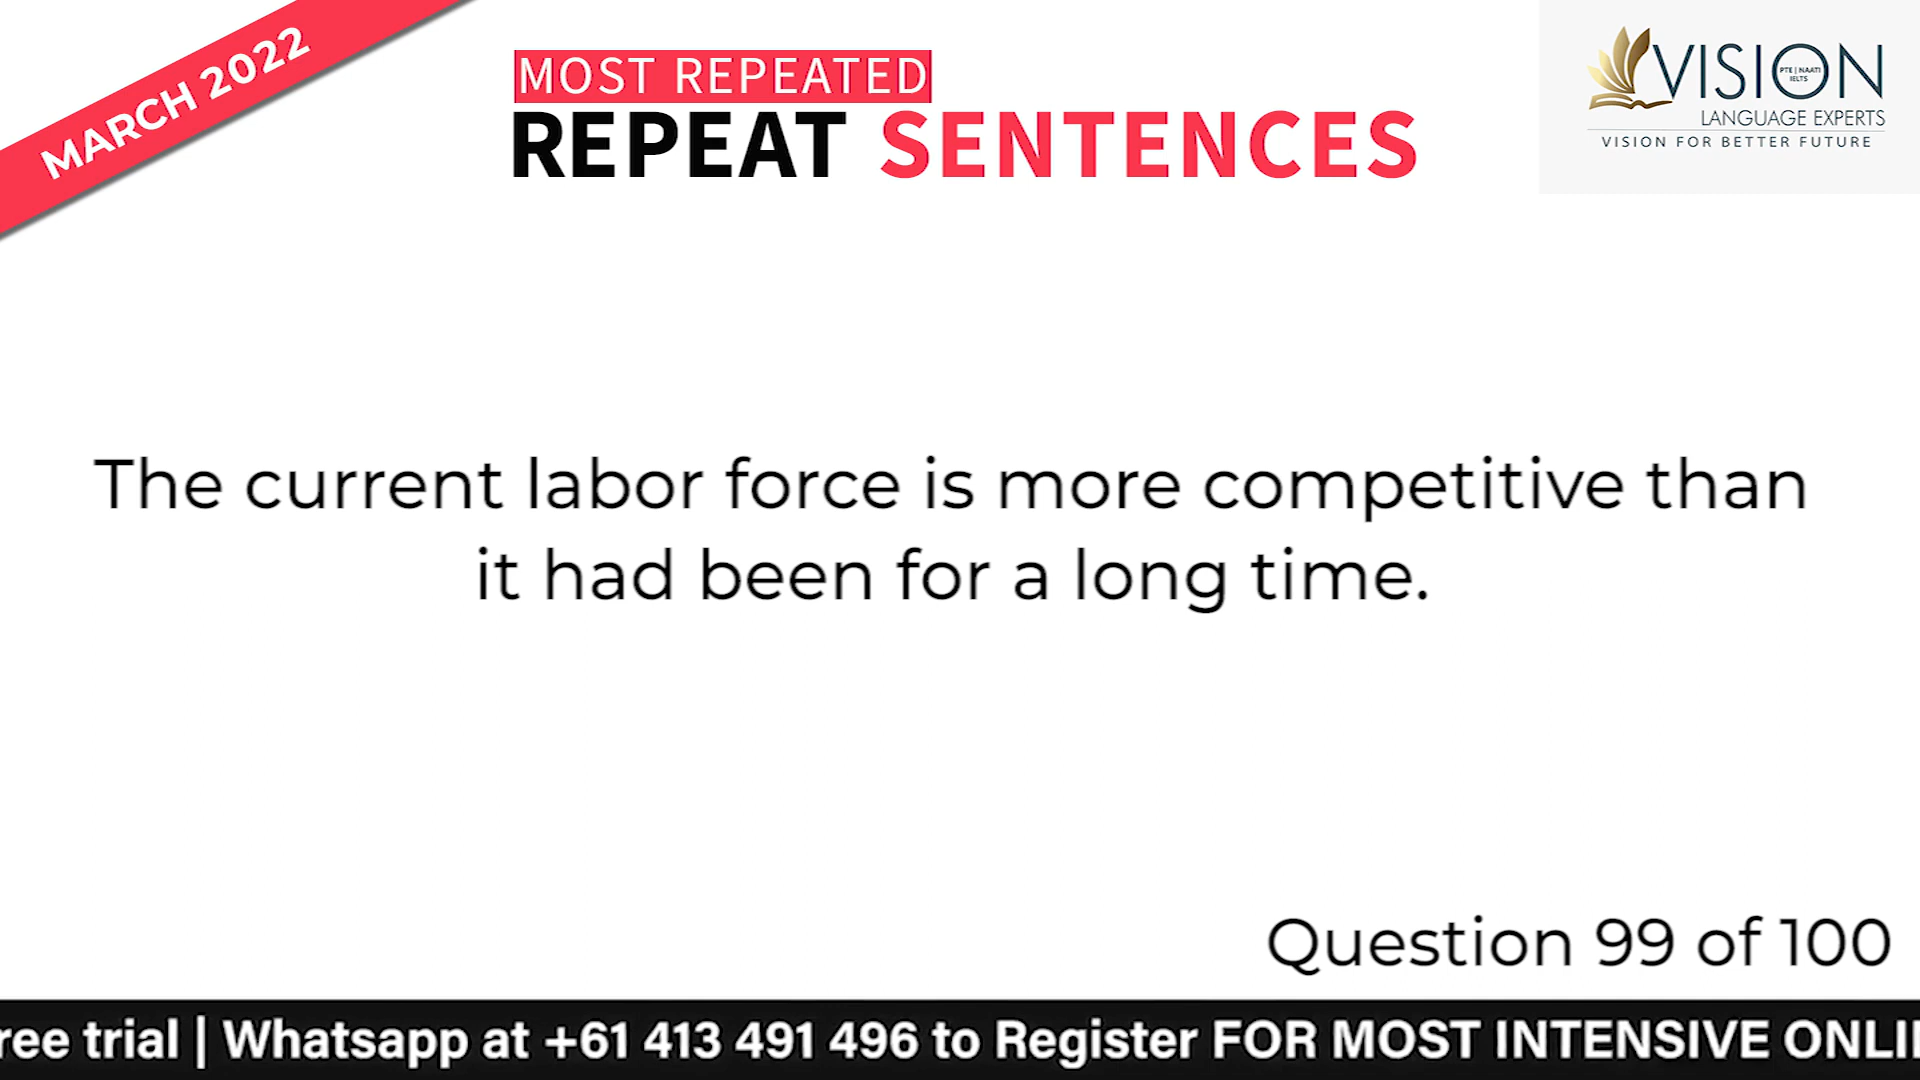 MARCH 2022
MOST REPEATED
REPEAT SENTENCES
VISION
PTE | NAATI
IELTS
LANGUAGE EXPERTS
VISION FOR BETTER FUTURE
The current labor force is more competitive than
it had been for a long time.
Question 99 of 100
ree trial | Whatsapp at +61 413 491 496 to Register FOR MOST INTENSIVE ONLI